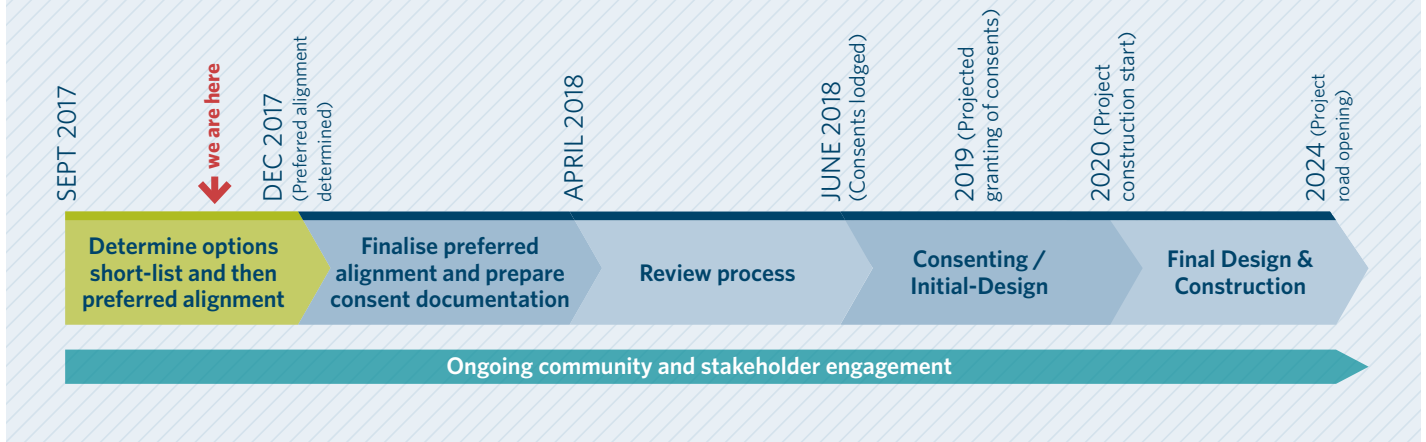 SEPT 2017
we are here
DEC 2017
(Preferred alignment
determined)
APRIL 2018
JUNE 2018
(Consents lodged)
2019 (Projected
granting of consents)
2020 (Project
construction start)
2024 (Project
road opening)
Determine options
short-list and then
preferred alignment
Finalise preferred
alignment and prepare
consent documentation
Review process
Consenting /
Initial-Design
Final Design &
Construction
Ongoing community and stakeholder engagement